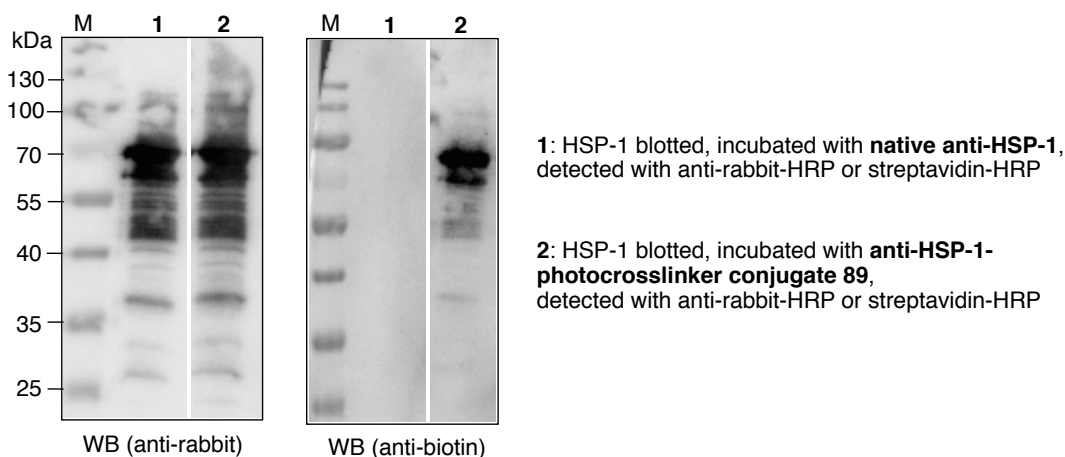 M 1 2
kDa
130
100
70
55
40
35
25
WB (anti-rabbit)
M 1 2
WB (anti-biotin)
1: HSP-1 blotted, incubated with native anti-HSP-1,
detected with anti-rabbit-HRP or streptavidin-HRP
2: HSP-1 blotted, incubated with anti-HSP-1-
photocrosslinker conjugate 89,
detected with anti-rabbit-HRP or streptavidin-HRP